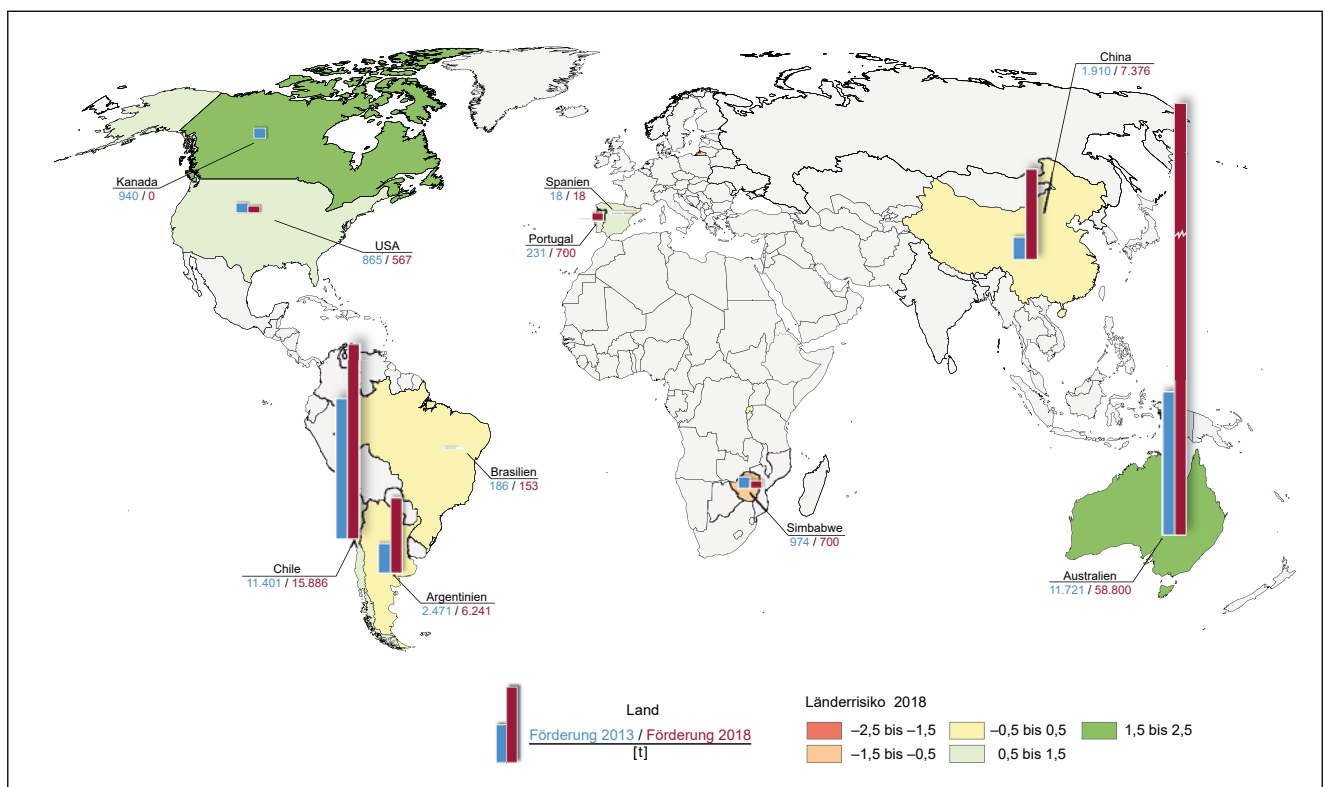 China
1.910 / 7.376
Kanada
940 / 0
Spanien
18 / 18
Portugal
231 / 700
USA
865 / 567
Brasilien
186 / 153
Simbabwe
974 / 700
Chile
11.401 / 15.886
Argentinien
2.471 / 6.241
Australien
11.721 / 58.800
Land
Förderung 2013 / Förderung 2018
[t]
Länderrisiko 2018
–2,5 bis –1,5
–0,5 bis 0,5
1,5 bis 2,5
–1,5 bis –0,5
0,5 bis 1,5